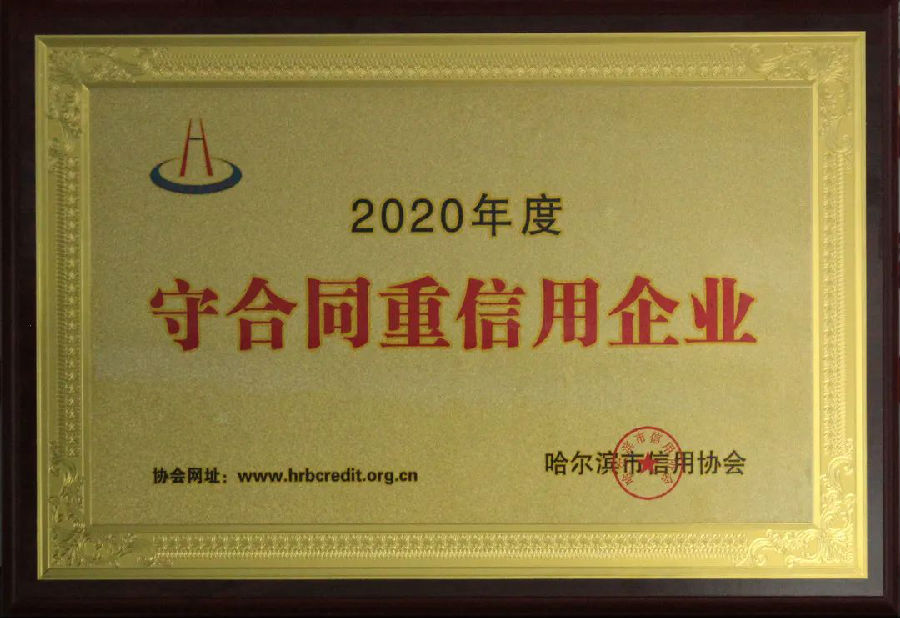 2020年度
守合同重信用企业
协会网址：www.hrbcredit.org.cn
哈尔滨市信用协会